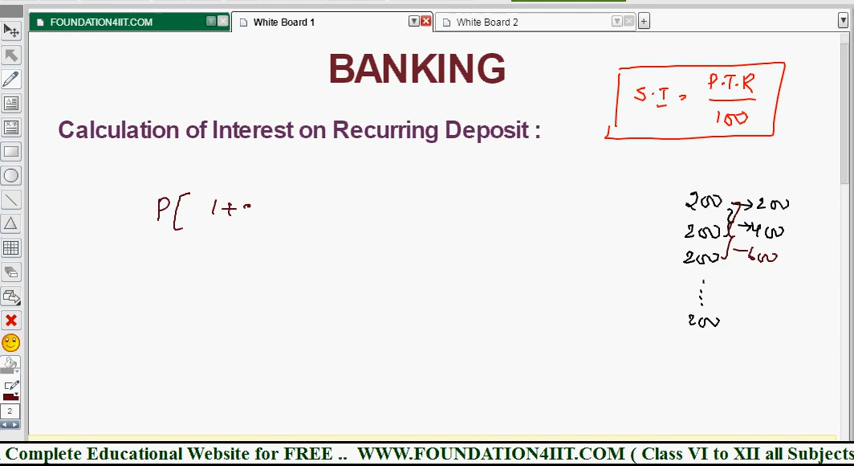 FOUNDATION4IIT.COM
White Board 1
White Board 2
BANKING
S.I = P.T.R
100
Calculation of Interest on Recurring Deposit :
P[ 1+
200 → 200
200 → 400
200 – 600
200
2
Complete Educational Website for FREE .. WWW.FOUNDATION4IIT.COM ( Class VI to XII all Subjects